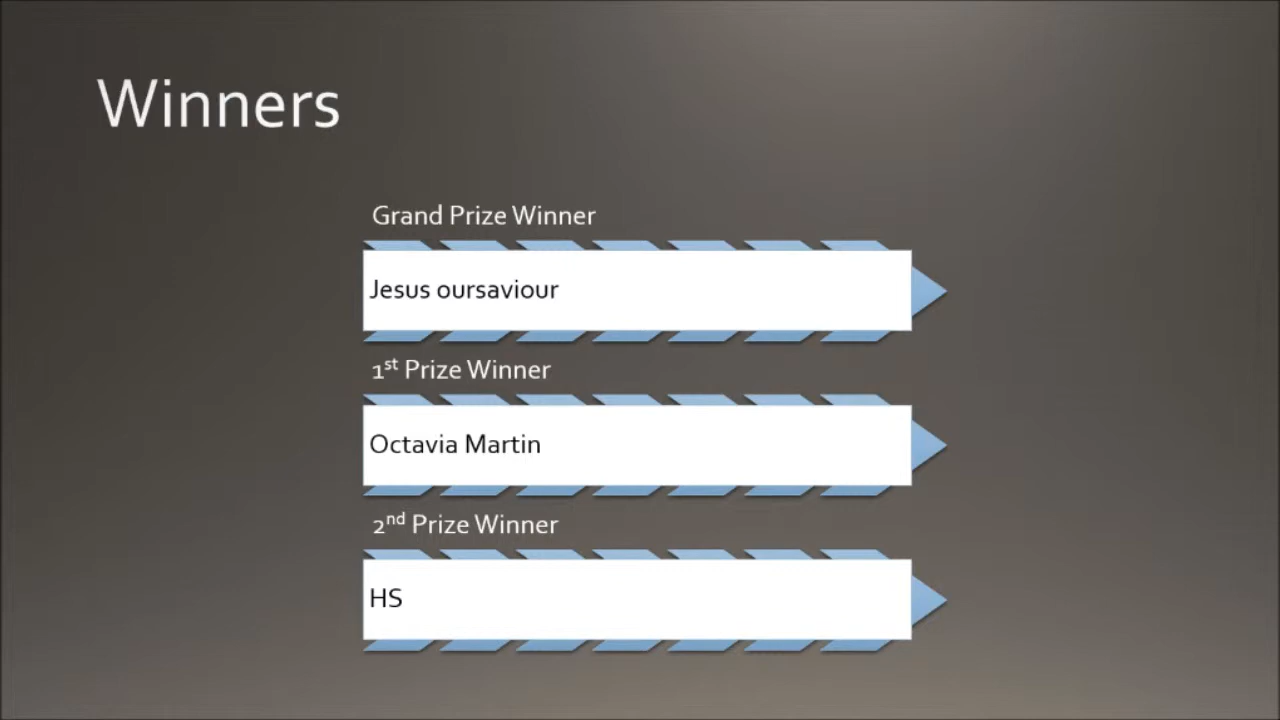 Winners
Grand Prize Winner
Jesus oursaviour
1st Prize Winner
Octavia Martin
2nd Prize Winner
HS